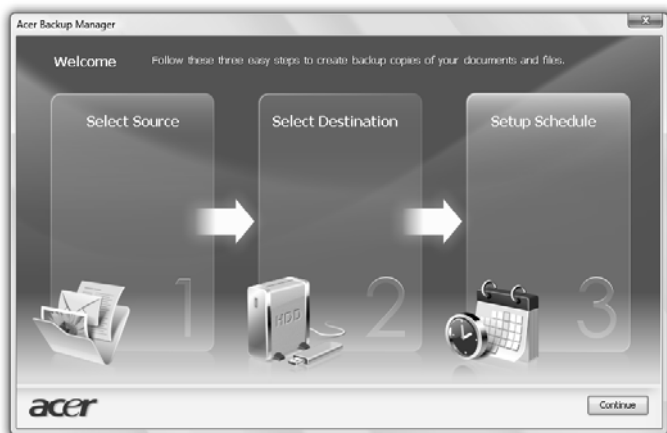 Acer Backup Manager
Welcome
Follow these three easy steps to create backup copies of your documents and files.
Select Source
Select Destination
Setup Schedule
1
HDD
2
3
acer
Continue